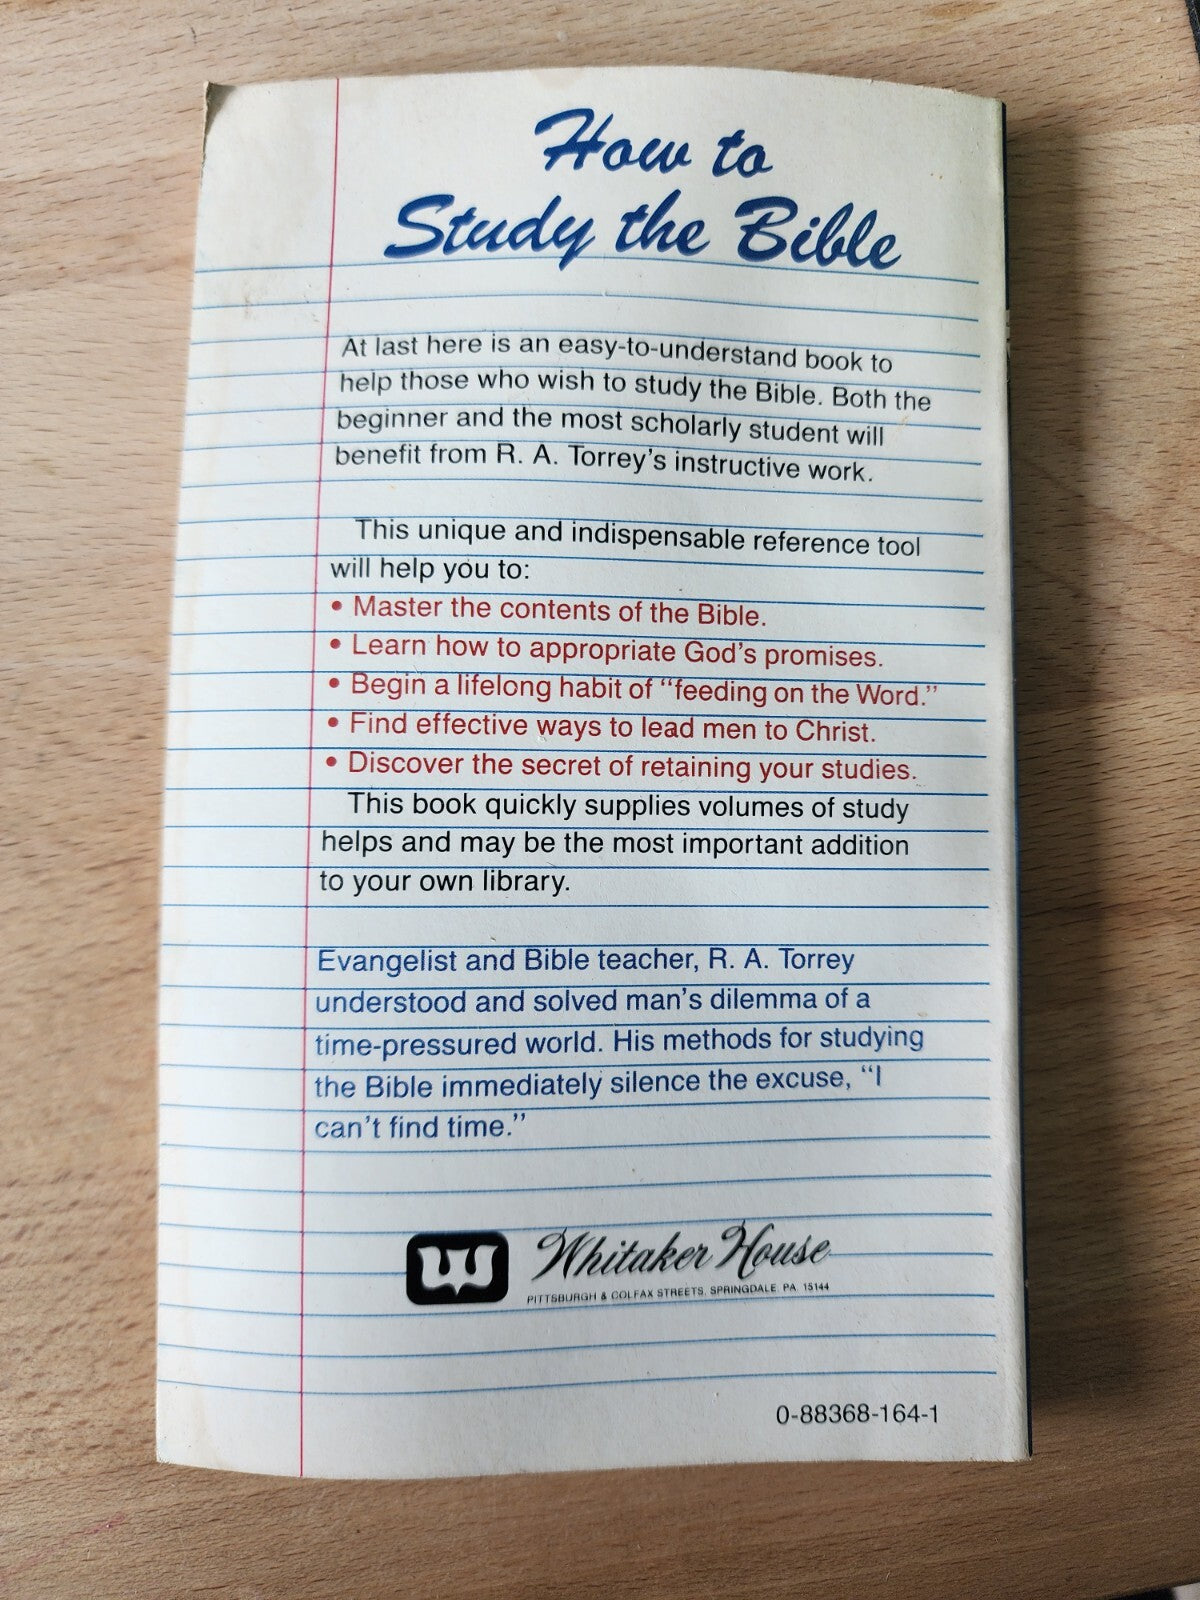 How to
Study the Bible
At last here is an easy-to-understand book to
help those who wish to study the Bible. Both the
beginner and the most scholarly student will
benefit from R. A. Torrey's instructive work.
This unique and indispensable reference tool
will help you to:
• Master the contents of the Bible.
• Learn how to appropriate God's promises.
• Begin a lifelong habit of "feeding on the Word."
• Find effective ways to lead men to Christ.
• Discover the secret of retaining your studies.
This book quickly supplies volumes of study
helps and may be the most important addition
to your own library.
Evangelist and Bible teacher, R. A. Torrey
understood and solved man's dilemma of a
time-pressured world. His methods for studying
the Bible immediately silence the excuse, "I
can't find time."
Whitaker House
PITTSBURGH & COLFAX STREETS, SPRINGDALE, PA 15144
0-88368-164-1